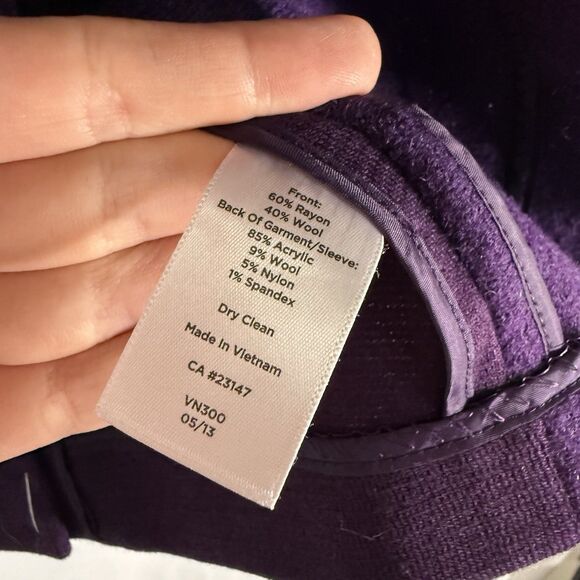 Front:
60% Rayon
40% Wool
Back Of Garment/Sleeve:
85% Acrylic
9% Wool
5% Nylon
1% Spandex
Dry Clean
Made In Vietnam
CA #23147
VN300
05/13